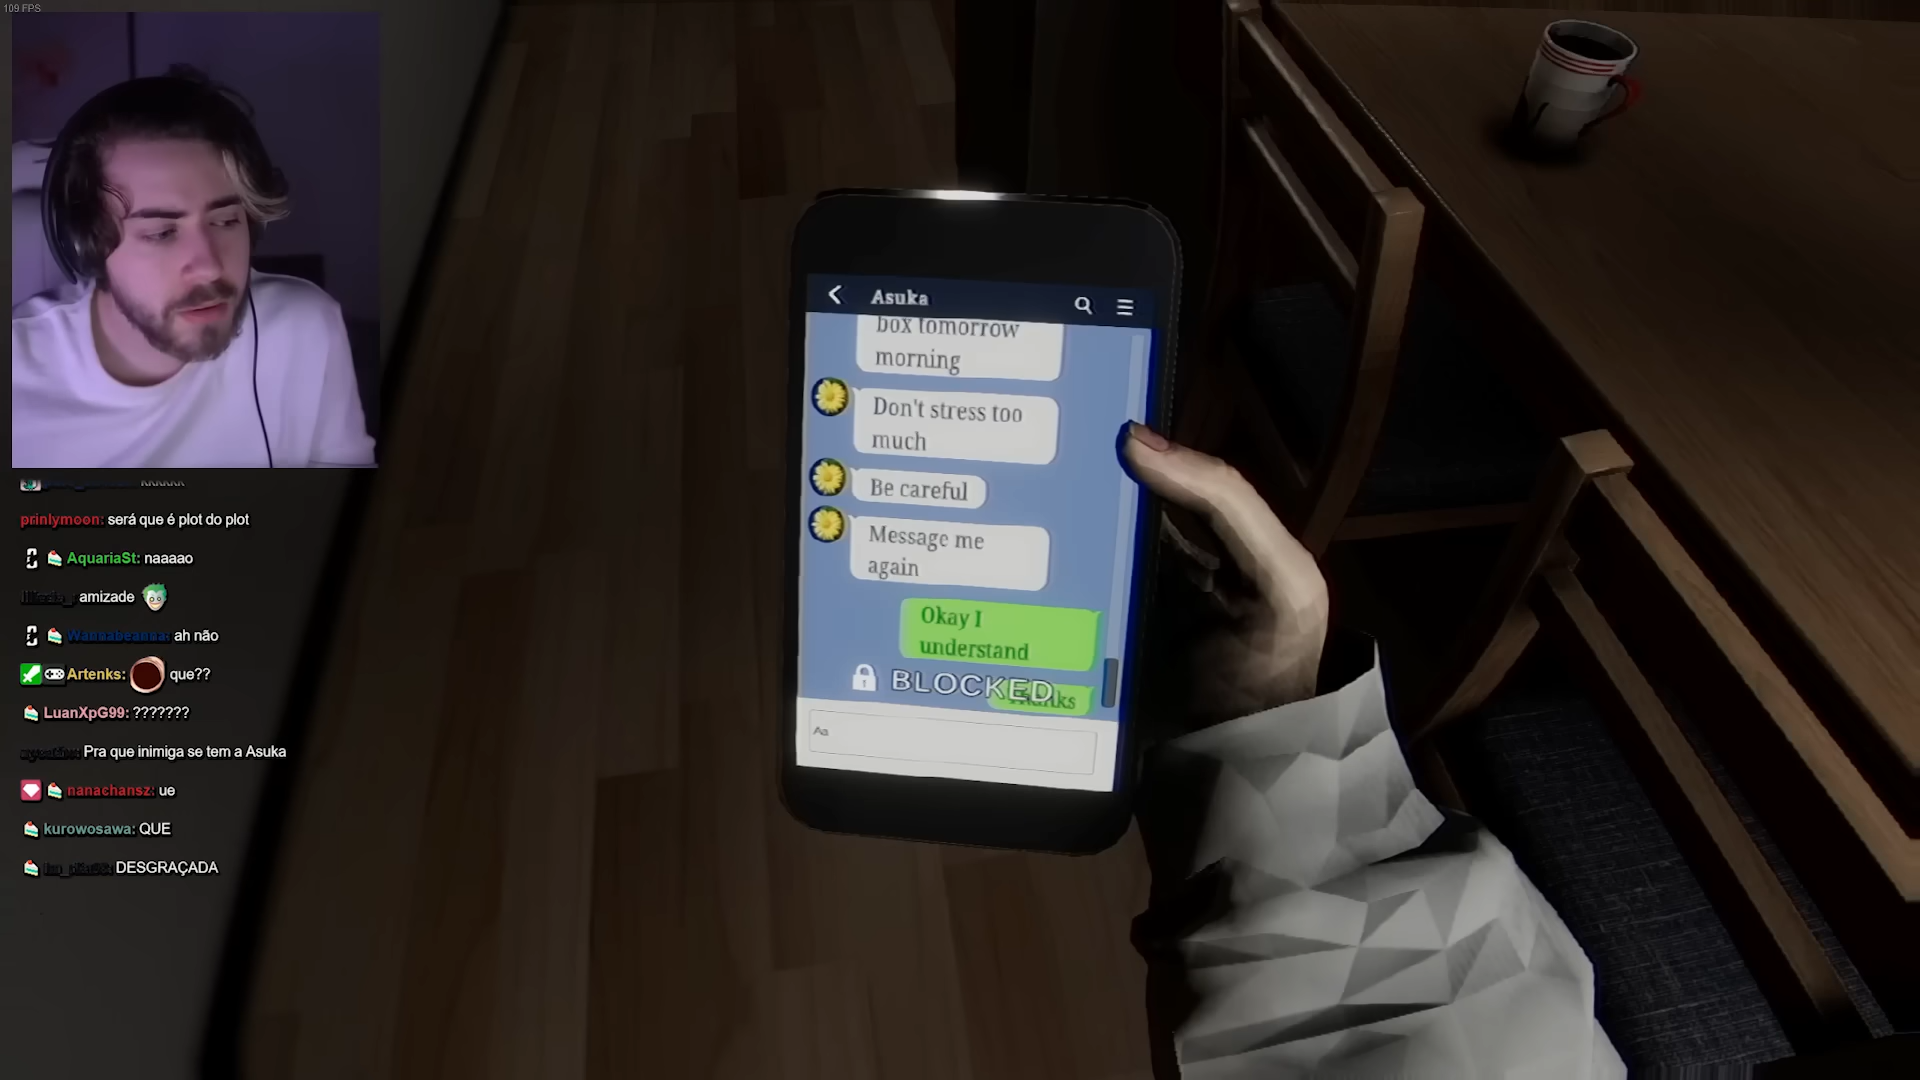 109 FPS
Asuka
box tomorrow
morning
Don't stress too
much
Be careful
Message me
again
Okay I
understand
BLOCKED
Aa
kkkkkk
prinlymoon: será que é plot do plot
AquariaSt: naaaao
amizade
Wannabeanna: ah não
Artenks: que??
LuanXpG99: ???????
Pra que inimiga se tem a Asuka
nanachansz: ue
kurowosawa: QUE
DESGRAÇADA